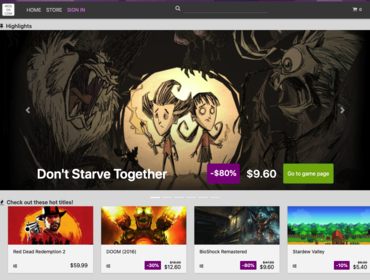 HOME STORE SIGN IN 0
Highlights
Don't Starve Together -$80% $9.60 Go to game page
Check out these hot titles!
Red Dead Redemption 2
$59.99
DOOM (2016)
-30% $12.60
BioShock Remastered
-80% $9.60
Stardew Valley
-10% $5.40